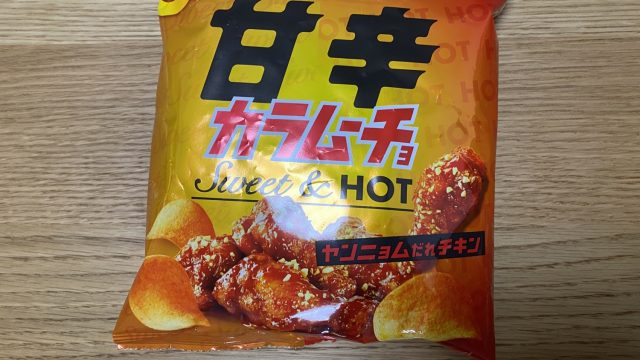 甘辛
カラムーチョ
Sweet & HOT
ヤンニョムだれチキン